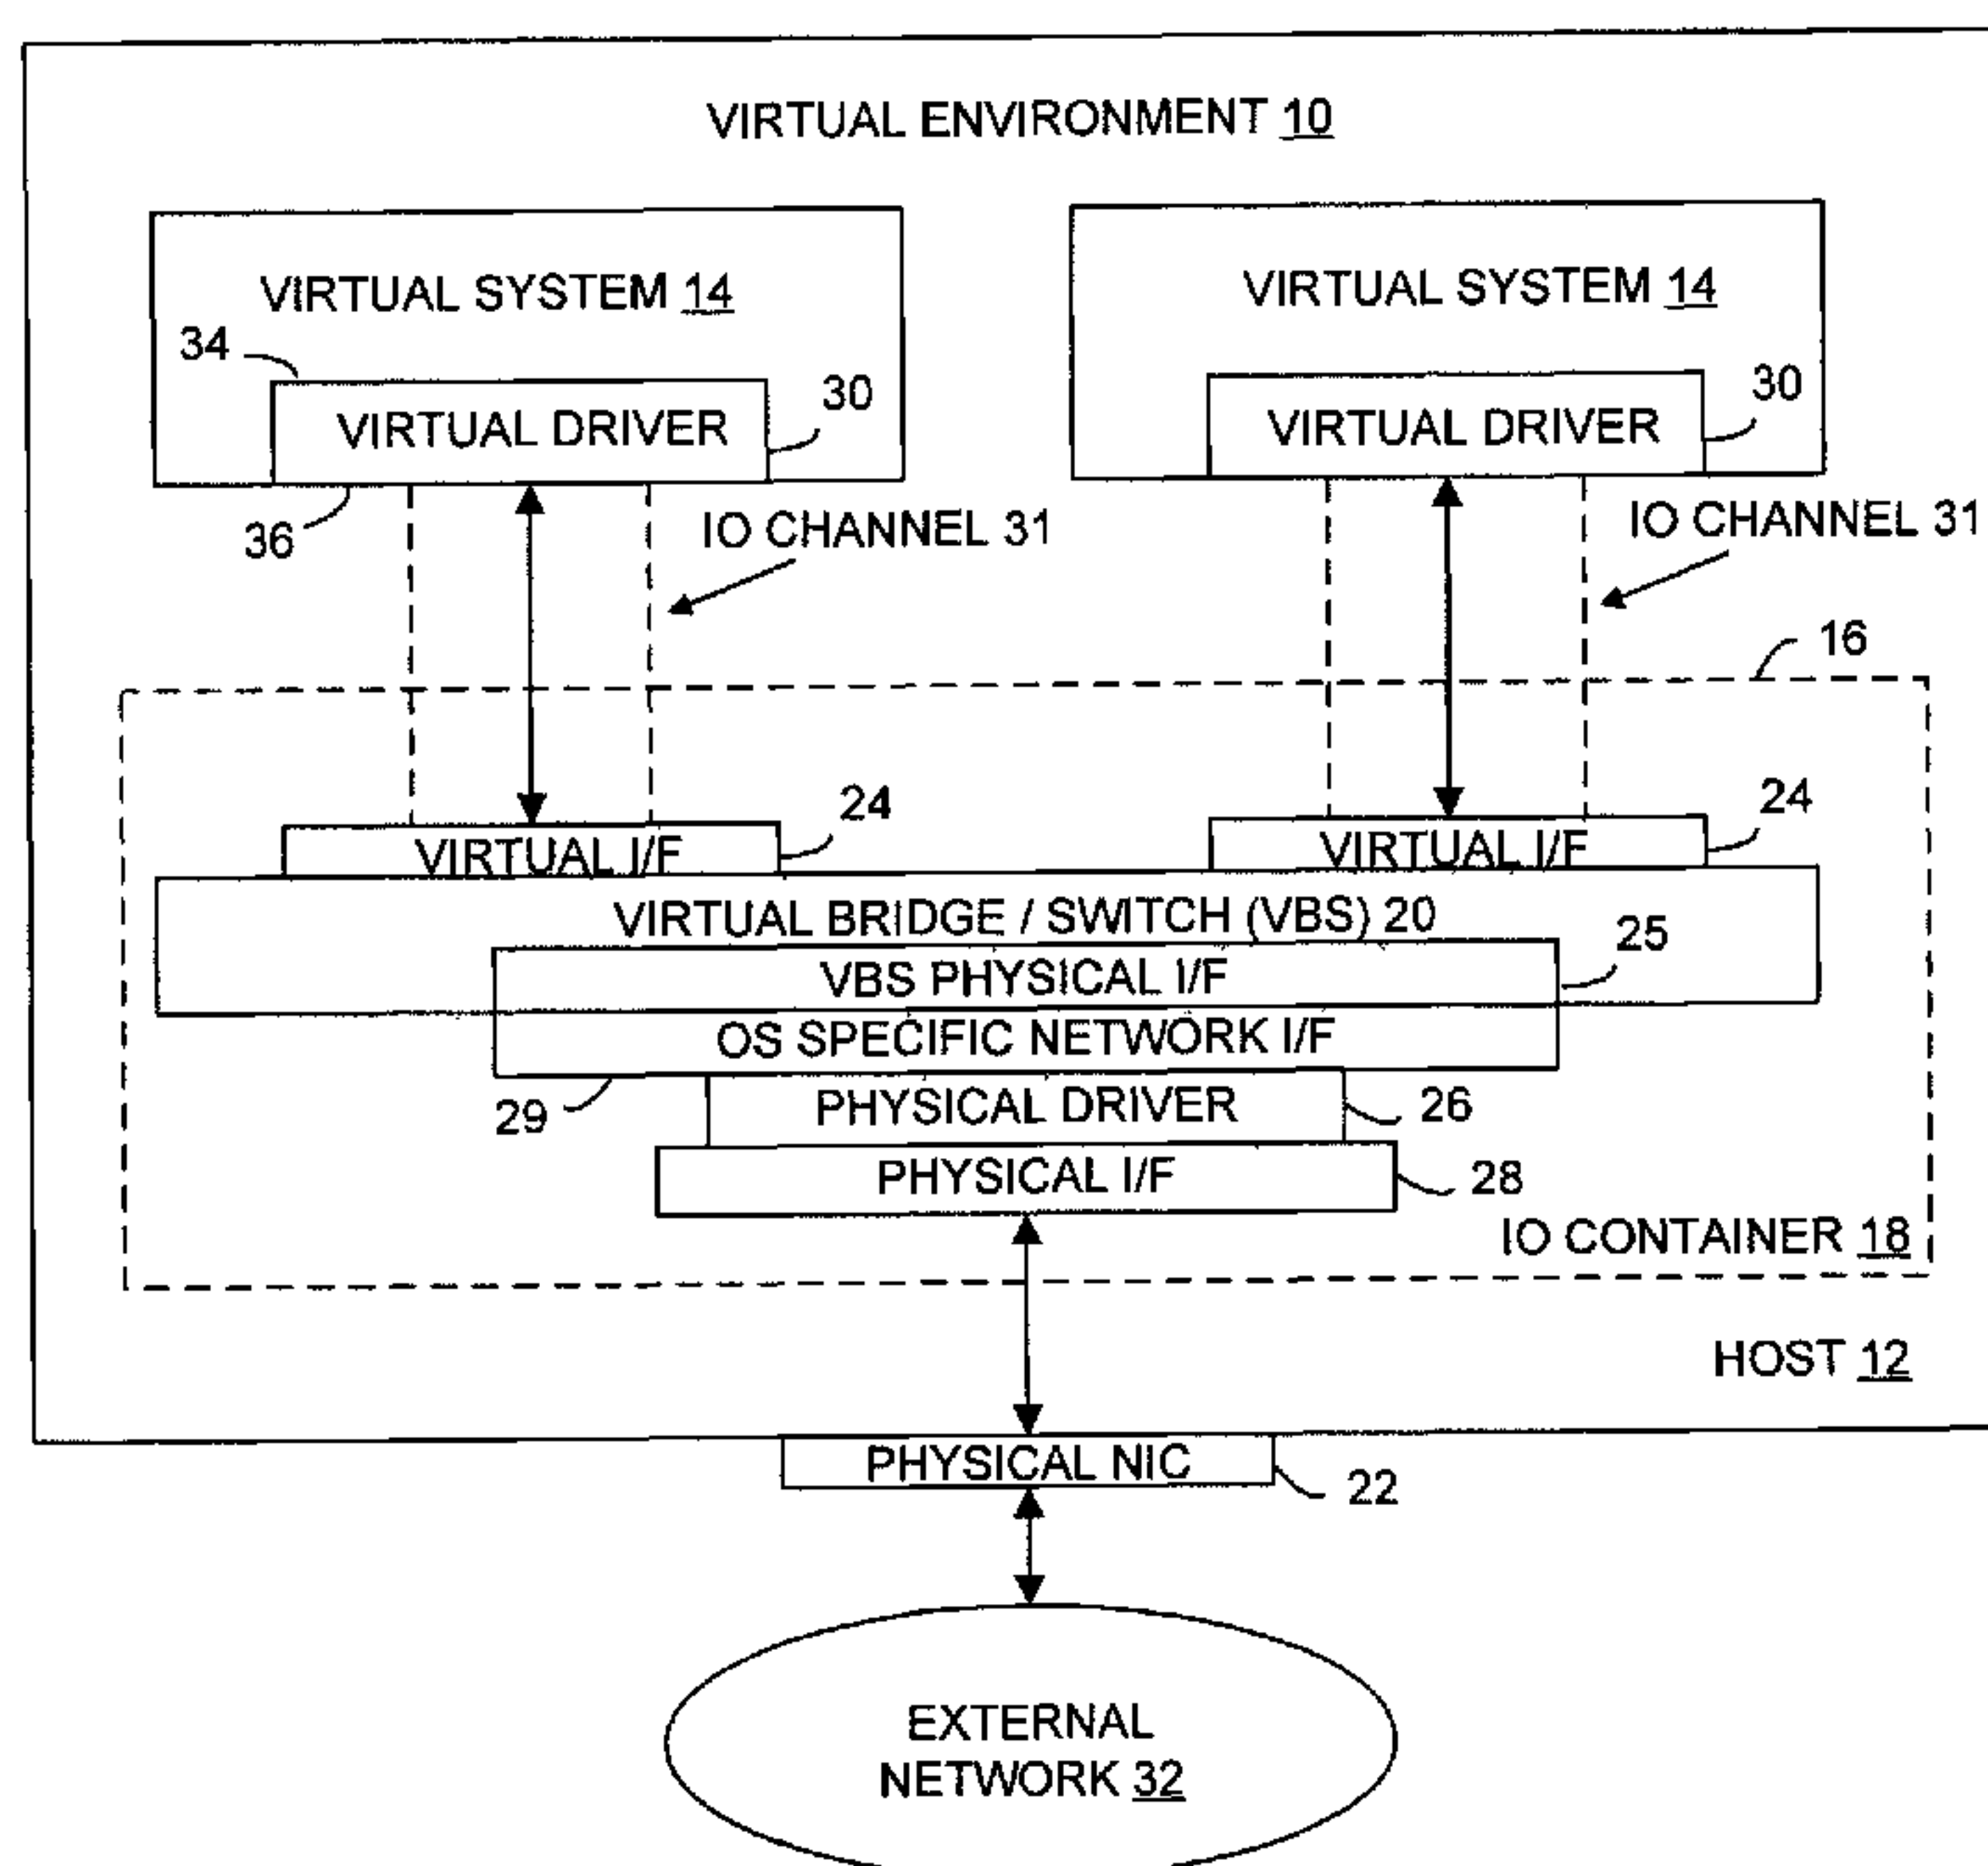 VIRTUAL ENVIRONMENT 10
VIRTUAL SYSTEM 14
VIRTUAL SYSTEM 14
34
30
30
VIRTUAL DRIVER
VIRTUAL DRIVER
36
IO CHANNEL 31
IO CHANNEL 31
16
24
24
VIRTUAL I/F
VIRTUAL I/F
VIRTUAL BRIDGE / SWITCH (VBS) 20
25
VBS PHYSICAL I/F
OS SPECIFIC NETWORK I/F
29
PHYSICAL DRIVER
26
PHYSICAL I/F
28
IO CONTAINER 18
HOST 12
PHYSICAL NIC
22
EXTERNAL
NETWORK 32